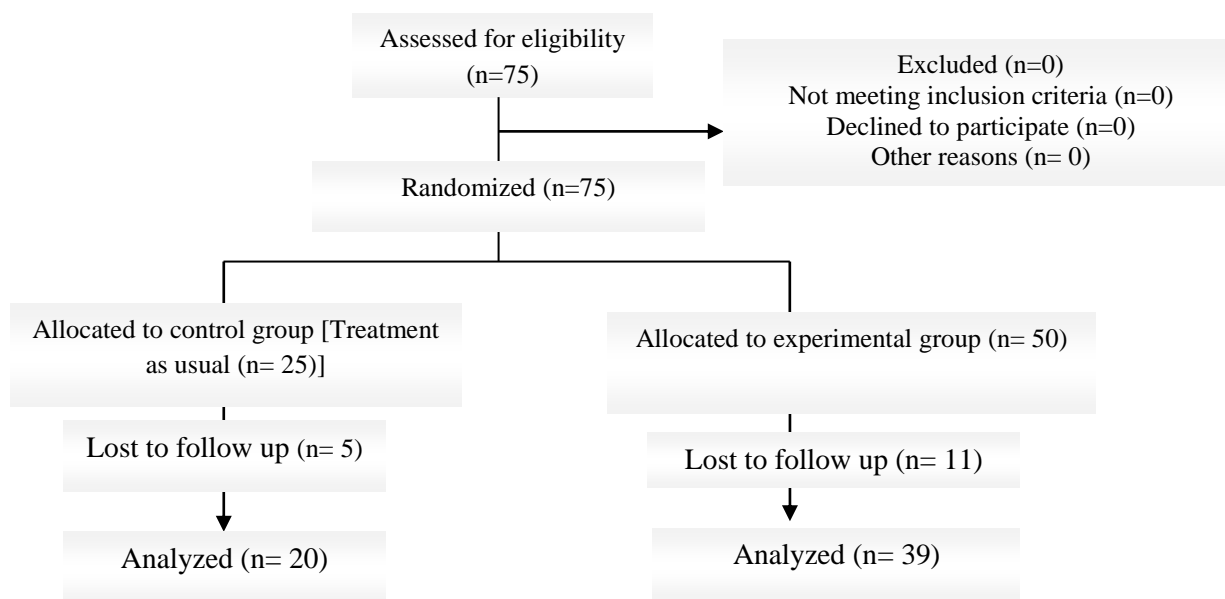 Assessed for eligibility
(n=75)
Excluded (n=0)
Not meeting inclusion criteria (n=0)
Declined to participate (n=0)
Other reasons (n= 0)
Randomized (n=75)
Allocated to control group [Treatment
as usual (n= 25)]
Allocated to experimental group (n= 50)
Lost to follow up (n= 5)
Lost to follow up (n= 11)
Analyzed (n= 20)
Analyzed (n= 39)